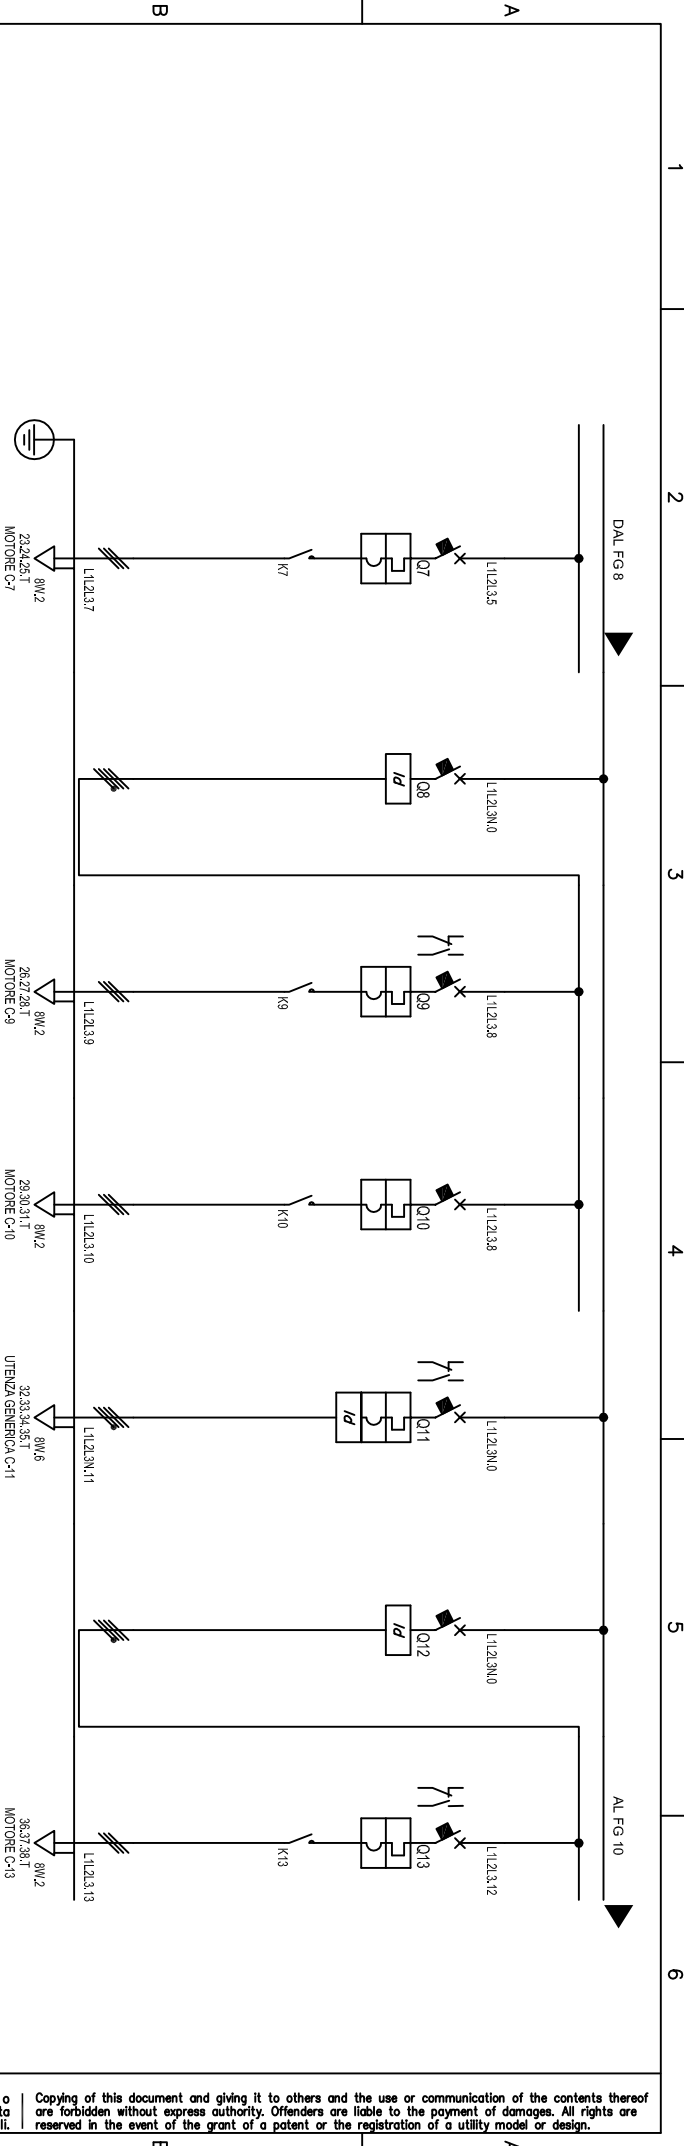 1
2
3
4
5
6
A
B
DAL FG 8
AL FG 10
L1L2L3.5
Q7
K7
L1L2L3.7
8W.2
23.24.25.T
MOTORE C-7
L1L2L3N.0
Q8
Id
L1L2L3.8
Q9
K9
L1L2L3.9
8W.2
26.27.28.T
MOTORE C-9
L1L2L3.8
Q10
K10
L1L2L3.10
8W.2
29.30.31.T
MOTORE C-10
L1L2L3N.0
Q11
Id
L1L2L3N.11
8W.6
32.33.34.35.T
UTENZA GENERICA C-11
L1L2L3N.0
Q12
Id
L1L2L3.12
Q13
K13
L1L2L3.13
8W.2
36.37.38.T
MOTORE C-13
o
ta
li.
Copying of this document and giving it to others and the use or communication of the contents thereof
are forbidden without express authority. Offenders are liable to the payment of damages. All rights are
reserved in the event of the grant of a patent or the registration of a utility model or design.